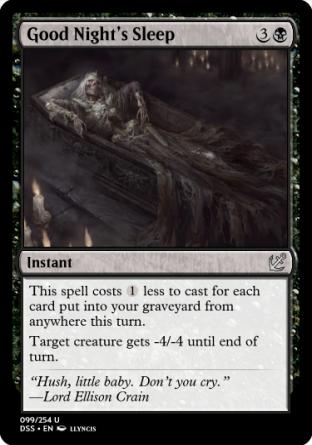 Good Night's Sleep 3
Instant
This spell costs 1 less to cast for each
card put into your graveyard from
anywhere this turn.
Target creature gets -4/-4 until end of
turn.
“Hush, little baby. Don't you cry.”
—Lord Ellison Crain
099/254 U
DSS • EN LLYNCIS